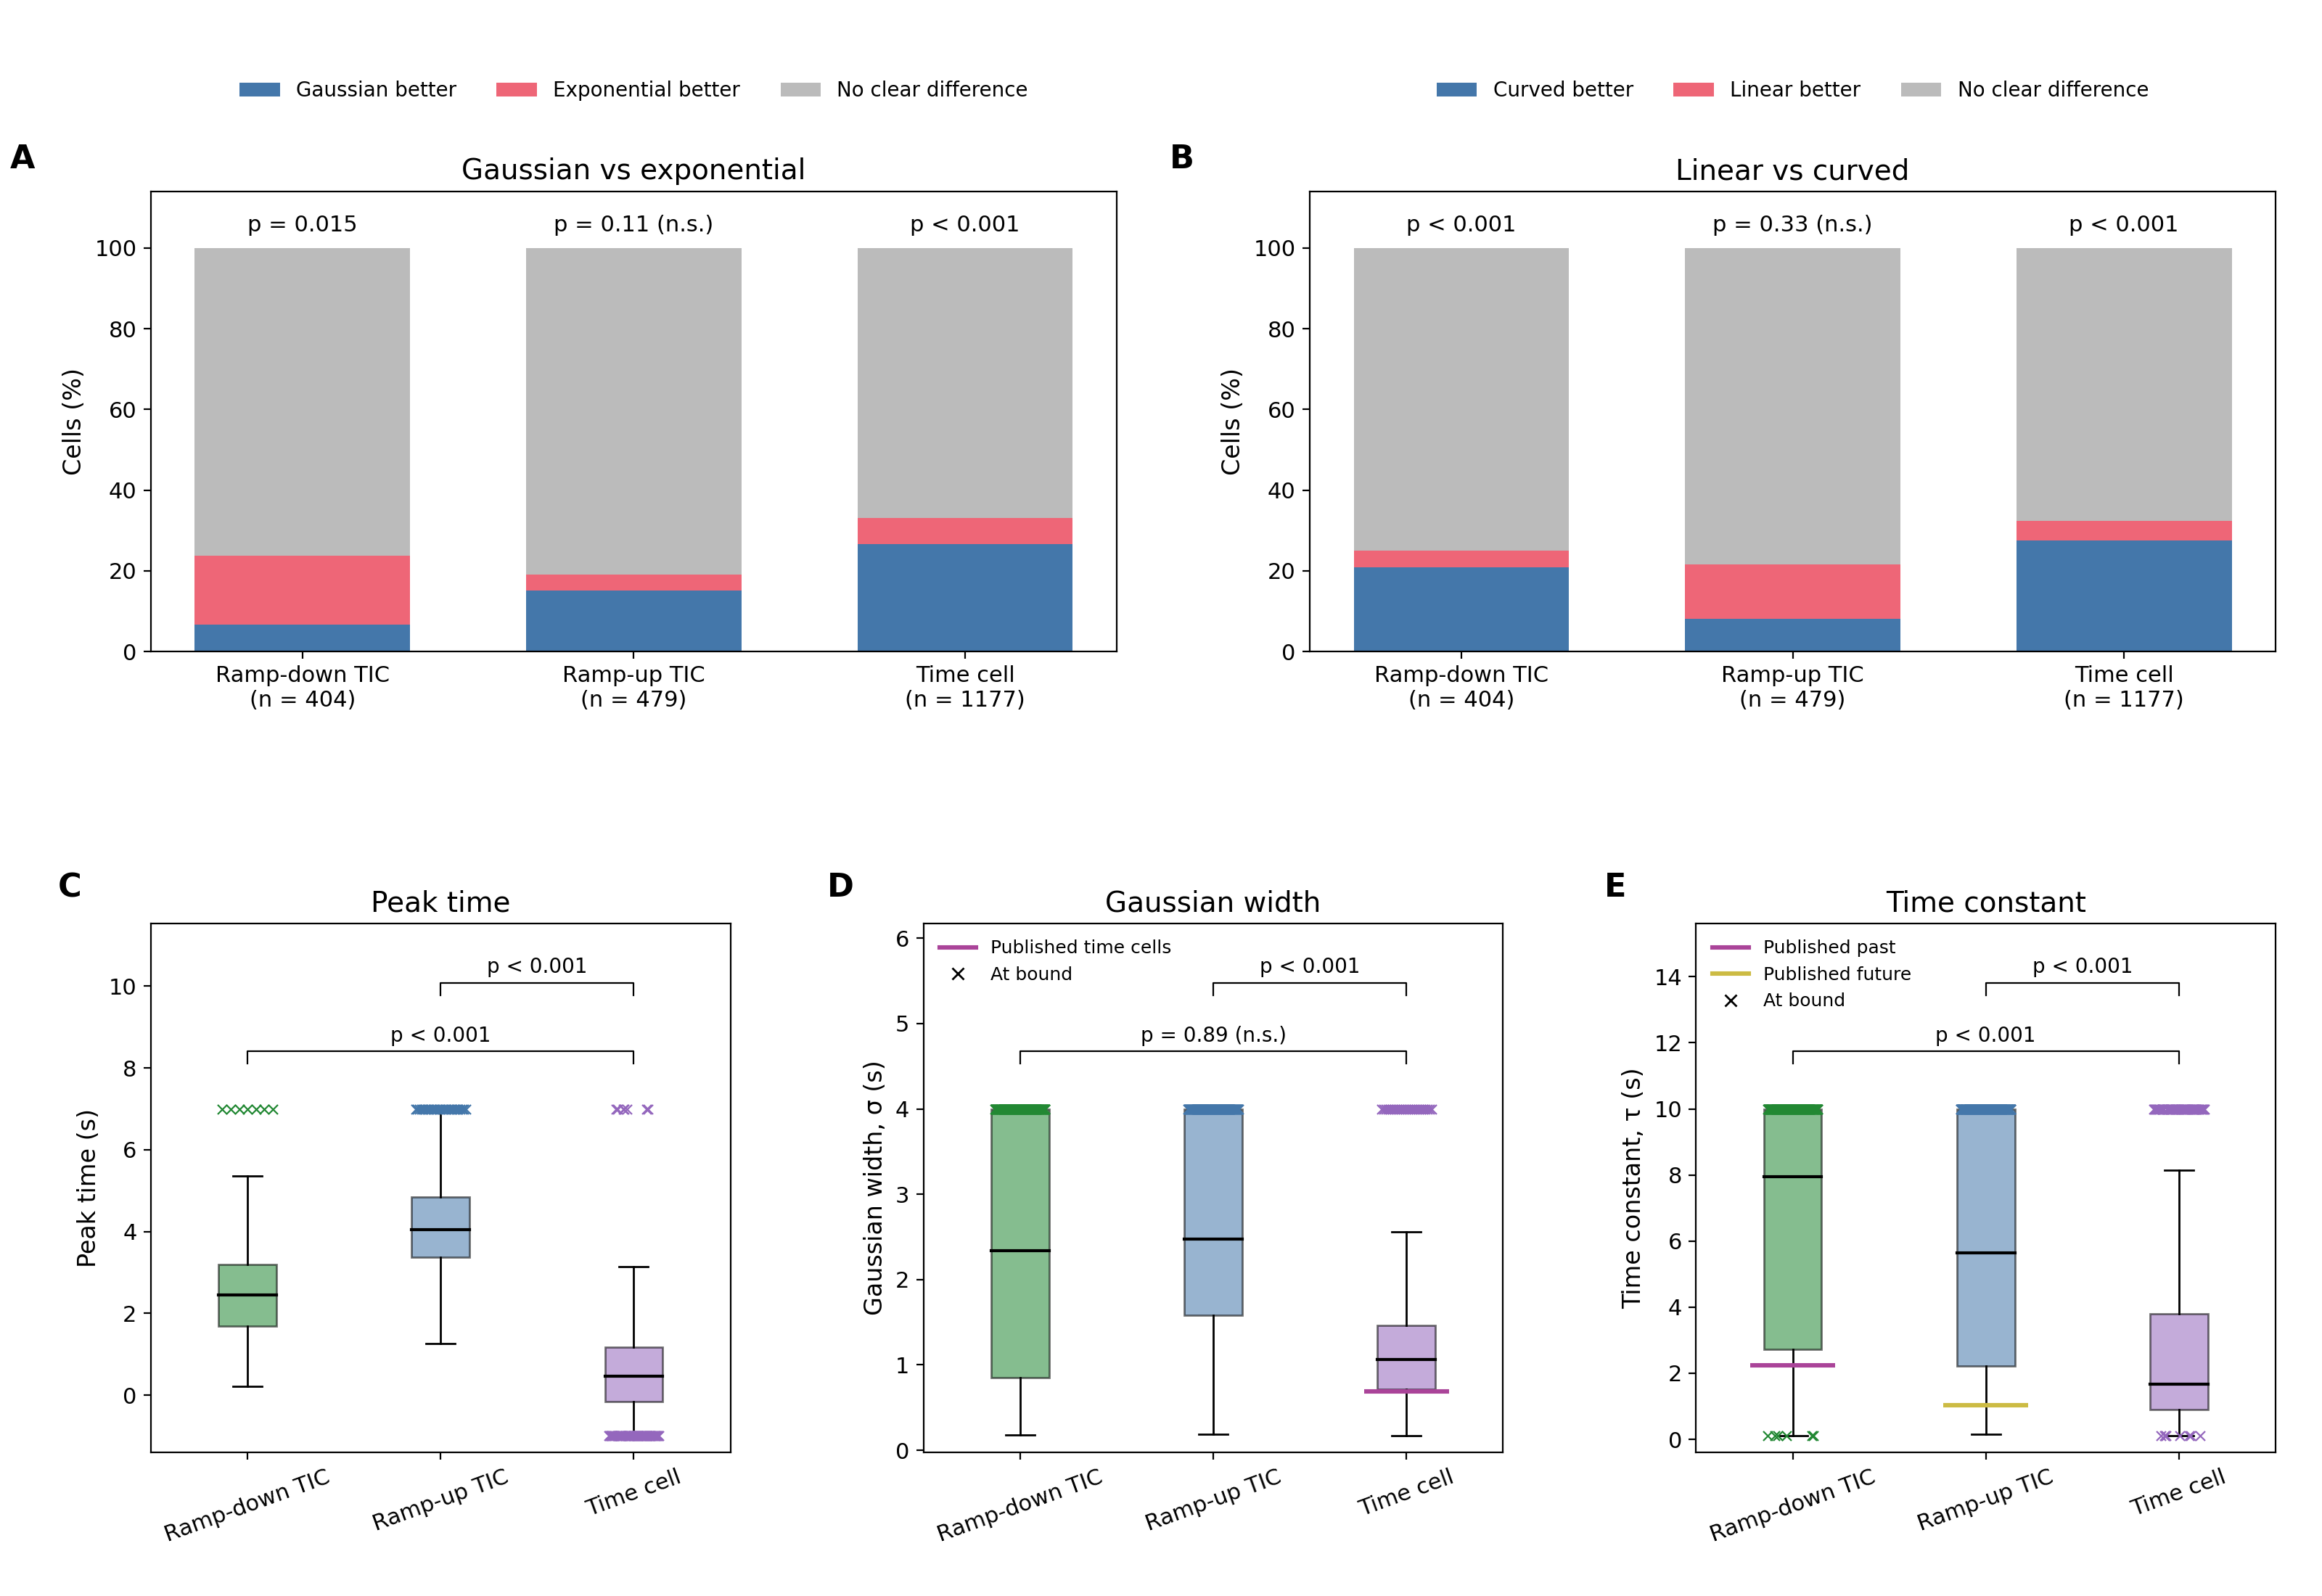 Gaussian better Exponential better No clear difference
Curved better Linear better No clear difference
A
Gaussian vs exponential
p = 0.015 p = 0.11 (n.s.) p < 0.001
100
80
60
40
20
0
Cells (%)
Ramp-down TIC Ramp-up TIC Time cell
(n = 404) (n = 479) (n = 1177)
B
Linear vs curved
p < 0.001 p = 0.33 (n.s.) p < 0.001
100
80
60
40
20
0
Cells (%)
Ramp-down TIC Ramp-up TIC Time cell
(n = 404) (n = 479) (n = 1177)
C
Peak time
p < 0.001
p < 0.001
10
8
6
4
2
0
Peak time (s)
Ramp-down TIC Ramp-up TIC Time cell
D
Gaussian width
Published time cells
At bound
p < 0.001
p = 0.89 (n.s.)
6
5
4
3
2
1
0
Gaussian width, σ (s)
Ramp-down TIC Ramp-up TIC Time cell
E
Time constant
Published past
Published future
At bound
p < 0.001
p < 0.001
14
12
10
8
6
4
2
0
Time constant, τ (s)
Ramp-down TIC Ramp-up TIC Time cell